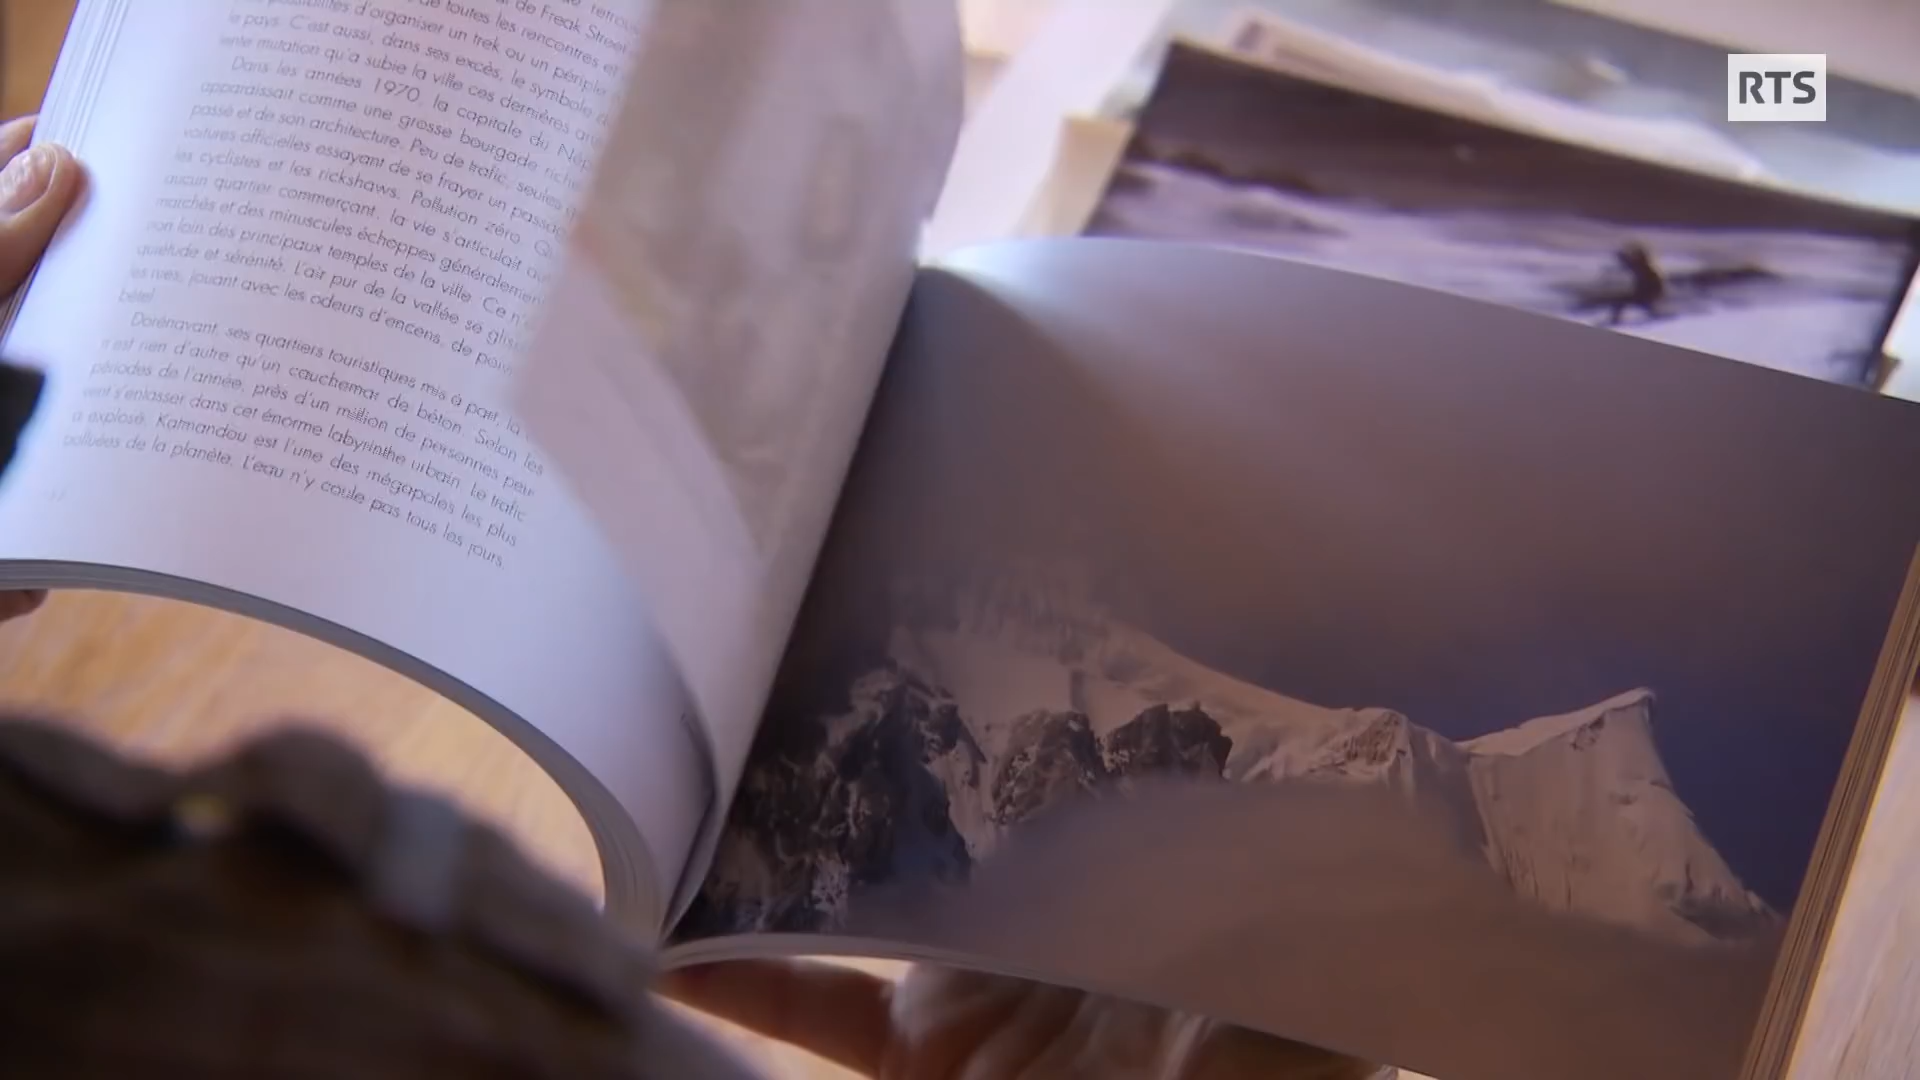 de toutes les rencontres et
possibilités d'organiser un trek ou un périple
le pays. C'est aussi, dans ses excès, le symbole d
mutation qu'a subie la ville ces dernières
Dans les années 1970, la capitale du Nép
apparaissait comme une grosse bourgade riche
passé et de son architecture. Peu de trafic, seules
voitures officielles essayant de se frayer un passag
les cyclistes et les rickshaws. Pollution zéro.
aucun quartier commerçant, la vie s'articulait
marchés et des minuscules échoppes généralement
non loin des principaux temples de la ville. Ce n'
quiétude et sérénité. L'air pur de la vallée se
les rives, jouant avec les odeurs d'encens, de
bétel.
Dorénavant, ses quartiers touristiques mis à part, la
n'est rien d'autre qu'un cauchemar de béton. Selon les
périodes de l'année, près d'un million de personnes peu-
vent s'entasser dans cet énorme labyrinthe urbain. Le trafic
a explosé. Katmandou est l'une des mégapoles les plus
polluées de la planète. L'eau n'y coule pas tous les jours.
RTS